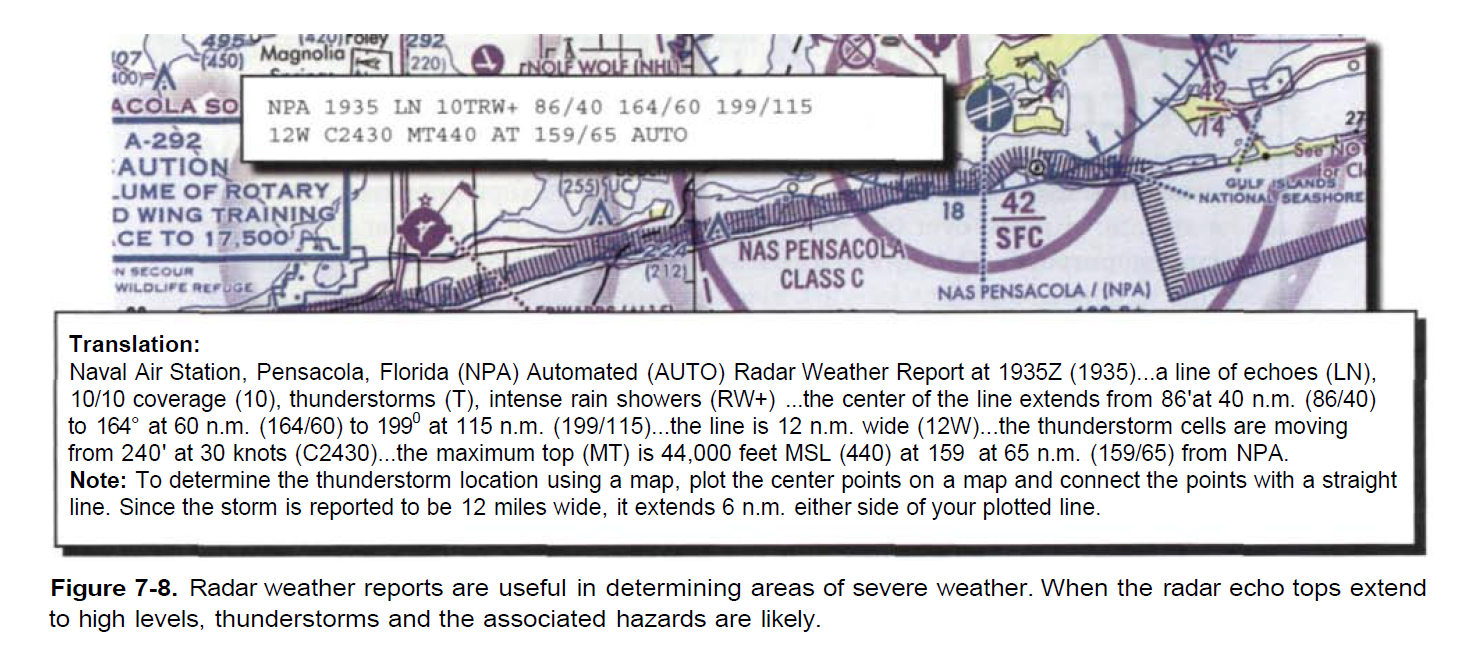 495
(420)
Foley
292
107
(450)
Magnolia
(220)
NOLF WOLF (NHL)
400)
ACOLA SO
NPA 1935 LN 10TRW+ 86/40 164/60 199/115
12W C2430 MT440 AT 159/65 AUTO
12
42
14
27
A-292
CAUTION
LUME OF ROTARY
D WING TRAINING
CE TO 17,500'
N SECOUR
WILDLIFE REFUGE
(255) UC
224
(212)
NAS PENSACOLA
CLASS C
18
42
SFC
NAS PENSACOLA / (NPA)
See NOT
for Cl
GULF ISLANDS
NATIONAL SEASHORE
Translation:
Naval Air Station, Pensacola, Florida (NPA) Automated (AUTO) Radar Weather Report at 1935Z (1935)...a line of echoes (LN),
10/10 coverage (10), thunderstorms (T), intense rain showers (RW+) ...the center of the line extends from 86'at 40 n.m. (86/40)
to 164° at 60 n.m. (164/60) to 199⁰ at 115 n.m. (199/115)...the line is 12 n.m. wide (12W)...the thunderstorm cells are moving
from 240' at 30 knots (C2430)...the maximum top (MT) is 44,000 feet MSL (440) at 159 at 65 n.m. (159/65) from NPA.
Note: To determine the thunderstorm location using a map, plot the center points on a map and connect the points with a straight
line. Since the storm is reported to be 12 miles wide, it extends 6 n.m. either side of your plotted line.
Figure 7-8. Radar weather reports are useful in determining areas of severe weather. When the radar echo tops extend
to high levels, thunderstorms and the associated hazards are likely.